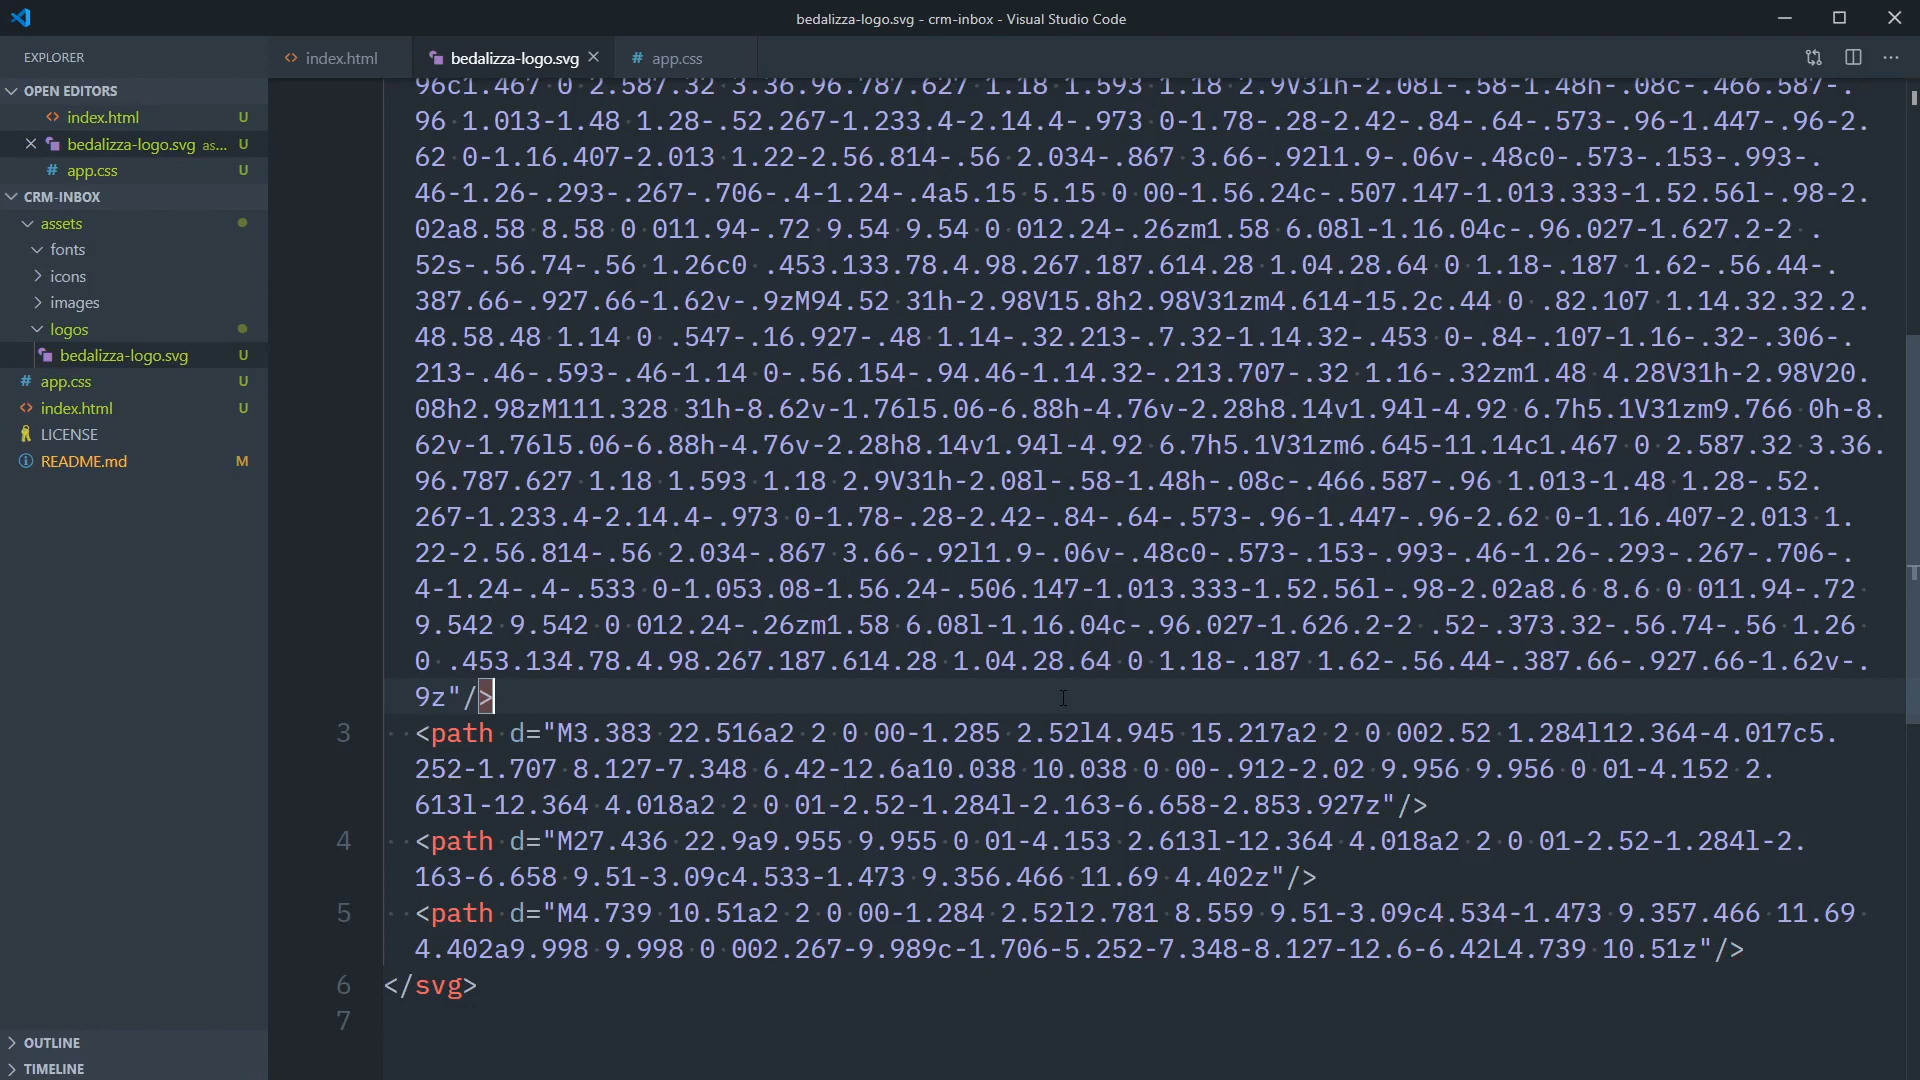 bedalizza-logo.svg - crm-inbox - Visual Studio Code
EXPLORER
index.html
bedalizza-logo.svg
app.css
OPEN EDITORS
index.html U
bedalizza-logo.svg as... U
app.css U
CRM-INBOX
assets
fonts
icons
images
logos
bedalizza-logo.svg U
app.css U
index.html U
LICENSE
README.md M
OUTLINE
TIMELINE
96c1.467 0 2.587.32 3.36.96.787.627 1.18 1.593 1.18 2.9V31h-2.08l-.58-1.48h-.08c-.466.587-.
96 1.013-1.48 1.28-.52.267-1.233.4-2.14.4-.973 0-1.78-.28-2.42-.84-.64-.573-.96-1.447-.96-2.
62 0-1.16.407-2.013 1.22-2.56.814-.56 2.034-.867 3.66-.92l1.9-.06v-.48c0-.573-.153-.993-.
46-1.26-.293-.267-.706-.4-1.24-.4a5.15 5.15 0 00-1.56.24c-.507.147-1.013.333-1.52.56l-.98-2.
02a8.58 8.58 0 011.94-.72 9.54 9.54 0 012.24-.26zm1.58 6.08l-1.16.04c-.96.027-1.627.2-2 .
52s-.56.74-.56 1.26c0 .453.133.78.4.98.267.187.614.28 1.04.28.64 0 1.18-.187 1.62-.56.44-.
387.66-.927.66-1.62v-.9zM94.52 31h-2.98V15.8h2.98V31zm4.614-15.2c.44 0 .82.107 1.14.32.32.2.
48.58.48 1.14 0 .547-.16.927-.48 1.14-.32.213-.7.32-1.14.32-.453 0-.84-.107-1.16-.32-.306-.
213-.46-.593-.46-1.14 0-.56.154-.94.46-1.14.32-.213.707-.32 1.16-.32zm1.48 4.28V31h-2.98V20.
08h2.98zM111.328 31h-8.62v-1.76l5.06-6.88h-4.76v-2.28h8.14v1.94l-4.92 6.7h5.1V31zm9.766 0h-8.
62v-1.76l5.06-6.88h-4.76v-2.28h8.14v1.94l-4.92 6.7h5.1V31zm6.645-11.14c1.467 0 2.587.32 3.36.
96.787.627 1.18 1.593 1.18 2.9V31h-2.08l-.58-1.48h-.08c-.466.587-.96 1.013-1.48 1.28-.52.
267-1.233.4-2.14.4-.973 0-1.78-.28-2.42-.84-.64-.573-.96-1.447-.96-2.62 0-1.16.407-2.013 1.
22-2.56.814-.56 2.034-.867 3.66-.92l1.9-.06v-.48c0-.573-.153-.993-.46-1.26-.293-.267-.706-.
4-1.24-.4-.533 0-1.053.08-1.56.24-.506.147-1.013.333-1.52.56l-.98-2.02a8.6 8.6 0 011.94-.72
9.542 9.542 0 012.24-.26zm1.58 6.08l-1.16.04c-.96.027-1.626.2-2 .52-.373.32-.56.74-.56 1.26
0 .453.134.78.4.98.267.187.614.28 1.04.28.64 0 1.18-.187 1.62-.56.44-.387.66-.927.66-1.62v-.
9z"/>
3 <path d="M3.383 22.516a2 2 0 00-1.285 2.52l4.945 15.217a2 2 0 002.52 1.284l12.364-4.017c5.
252-1.707 8.127-7.348 6.42-12.6a10.038 10.038 0 00-.912-2.02 9.956 9.956 0 01-4.152 2.
613l-12.364 4.018a2 2 0 01-2.52-1.284l-2.163-6.658-2.853.927z"/>
4 <path d="M27.436 22.9a9.955 9.955 0 01-4.153 2.613l-12.364 4.018a2 2 0 01-2.52-1.284l-2.
163-6.658 9.51-3.09c4.533-1.473 9.356.466 11.69 4.402z"/>
5 <path d="M4.739 10.51a2 2 0 00-1.284 2.52l2.781 8.559 9.51-3.09c4.534-1.473 9.357.466 11.69
4.402a9.998 9.998 0 002.267-9.989c-1.706-5.252-7.348-8.127-12.6-6.42L4.739 10.51z"/>
6 </svg>
7